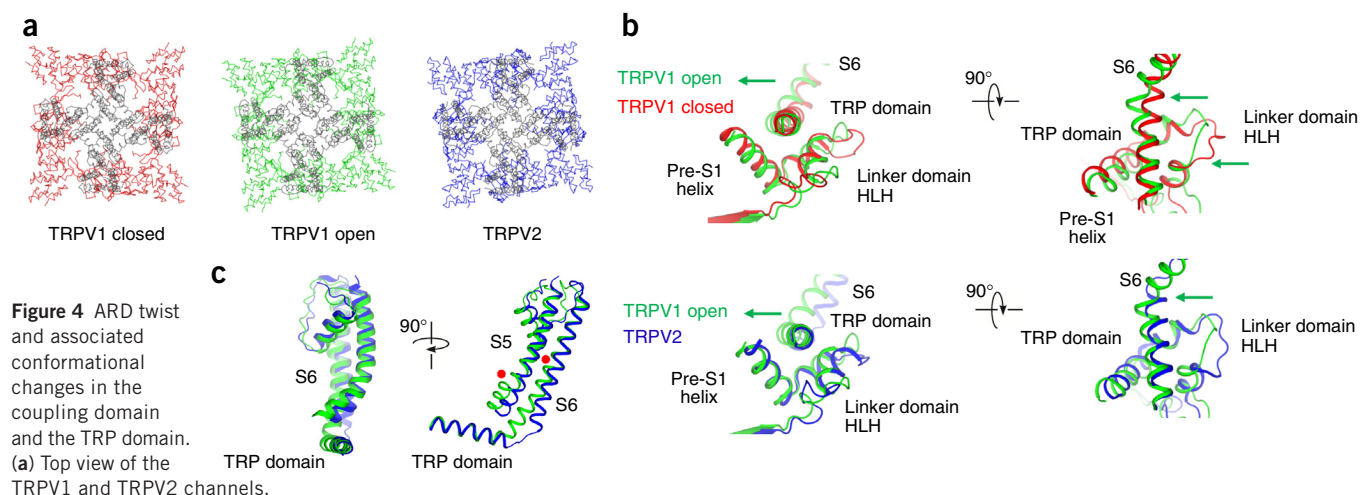 a
TRPV1 closed
TRPV1 open
TRPV2
b
TRPV1 open
TRPV1 closed
S6
TRP domain
Pre-S1
helix
Linker domain
HLH
90°
S6
TRP domain
Linker domain
HLH
Pre-S1
helix
TRPV1 open
TRPV2
S6
TRP domain
Pre-S1
helix
Linker domain
HLH
90°
S6
TRP domain
Linker domain
HLH
c
S6
TRP domain
90°
S5
S6
TRP domain
Figure 4 ARD twist
and associated
conformational
changes in the
coupling domain
and the TRP domain.
(a) Top view of the
TRPV1 and TRPV2 channels.